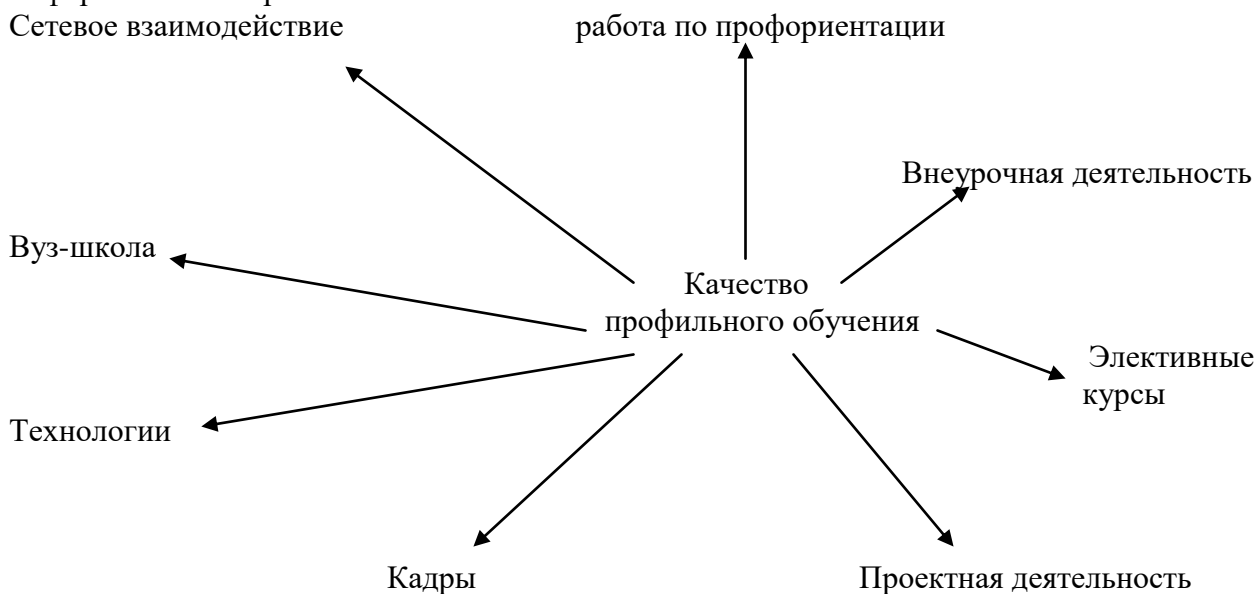 Сетевое взаимодействие работа по профориентации
Внеурочная деятельность
Вуз-школа
Качество
профильного обучения
Элективные
курсы
Технологии
Кадры Проектная деятельность